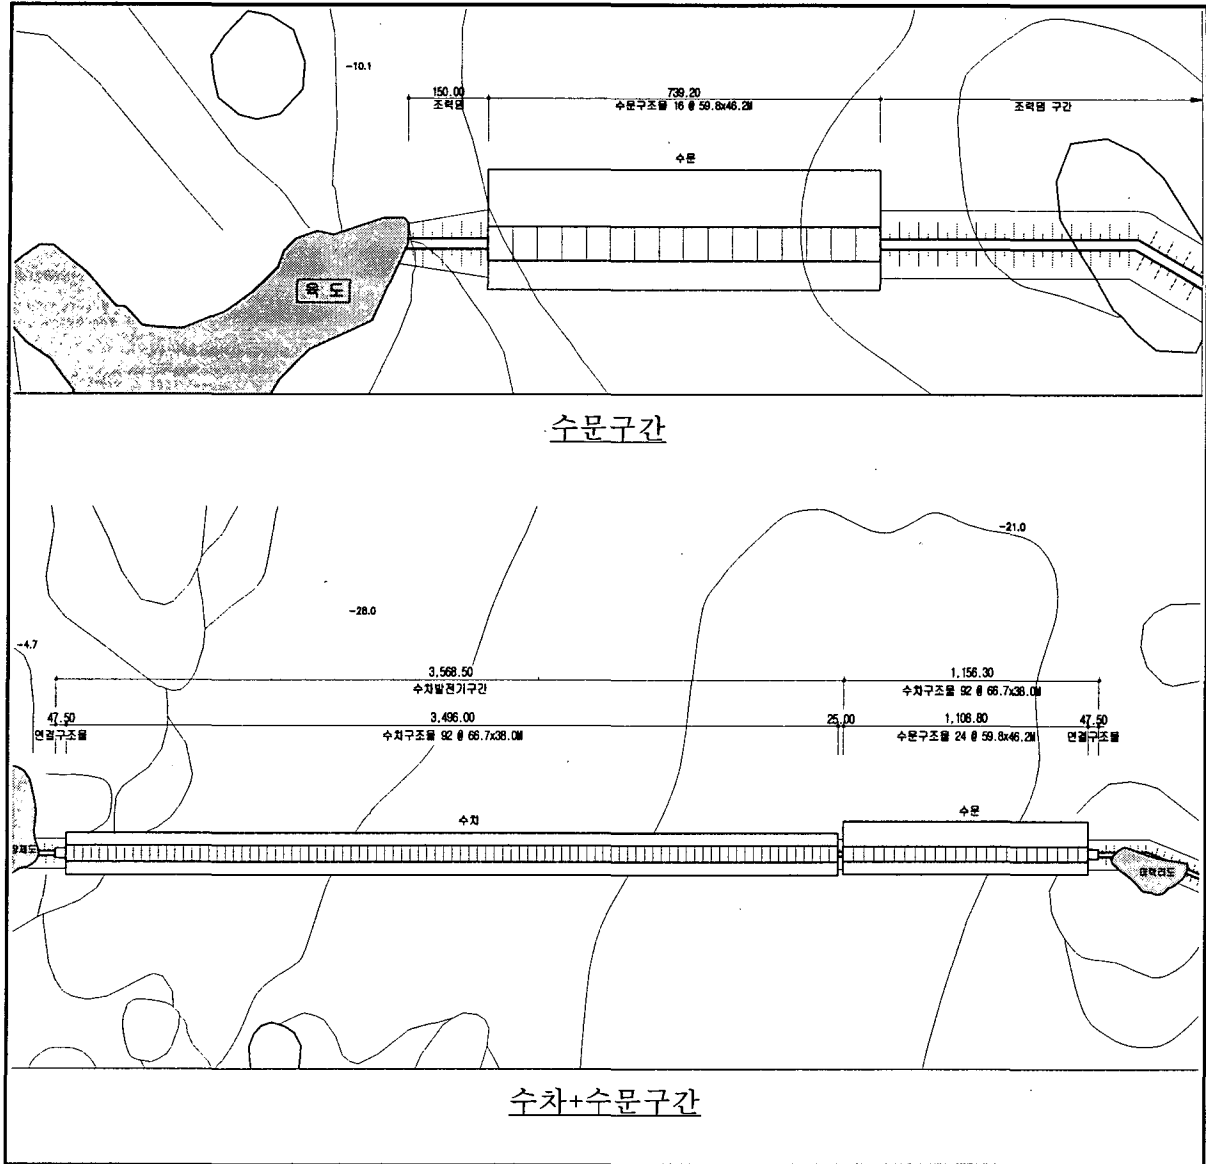 -10.1
150.00
조력댐
739.20
수문구조물 16 @ 59.8x46.2M
조력댐 구간
수문
육 도
수문구간
-21.0
-28.0
-4.7
3,568.50
수차발전기구간
1,156.30
수차구조물 92 @ 66.7x38.0M
47.50
연결구조물
3,496.00
수차구조물 92 @ 66.7x38.0M
25.00
1,108.80
수문구조물 24 @ 59.8x46.2M
47.50
연결구조물
수차
수문
수차+수문구간